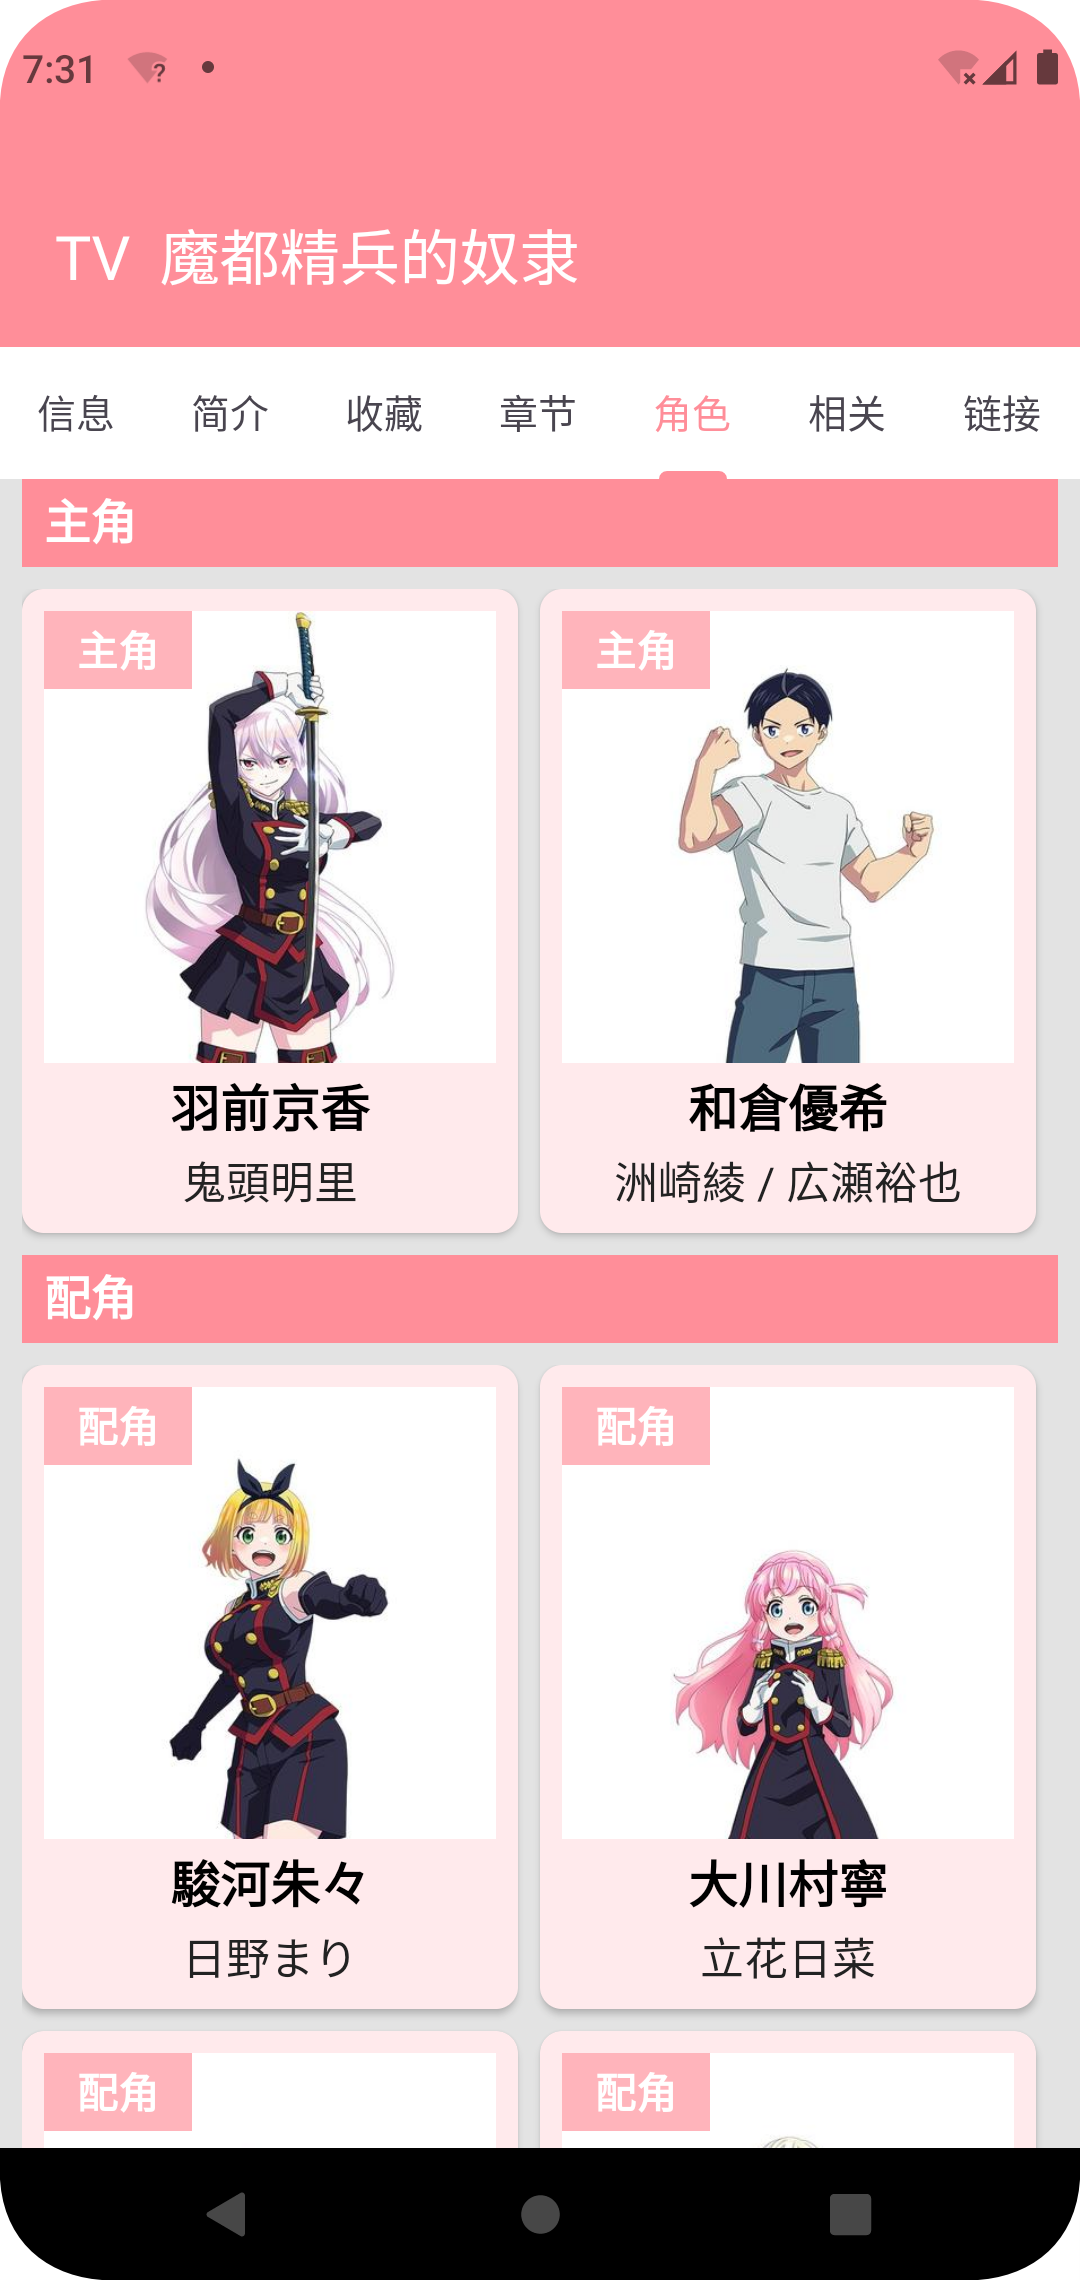 7:31
TV 魔都精兵的奴隶
信息 简介 收藏 章节 角色 相关 链接
主角
主角 主角
羽前京香 和倉優希
鬼頭明里 洲崎綾 / 広瀬裕也
配角
配角 配角
駿河朱々 大川村寧
日野まり 立花日菜
配角 配角